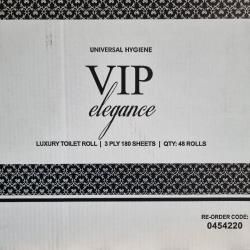 UNIVERSAL HYGIENE
VIP
elegance
LUXURY TOILET ROLL | 3 PLY 180 SHEETS | QTY: 48 ROLLS
RE-ORDER CODE:
0454220